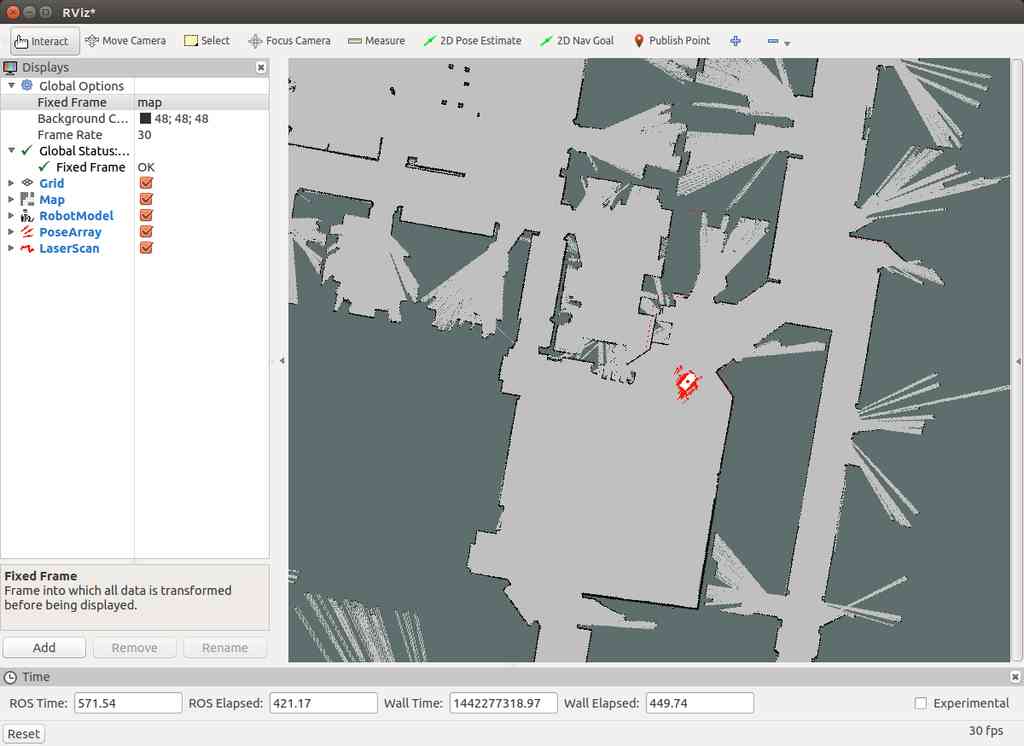 RViz*
Interact Move Camera Select Focus Camera Measure 2D Pose Estimate 2D Nav Goal Publish Point
Displays
Global Options
Fixed Frame map
Background C... 48; 48; 48
Frame Rate 30
Global Status:...
Fixed Frame OK
Grid
Map
RobotModel
PoseArray
LaserScan
Fixed Frame
Frame into which all data is transformed
before being displayed.
Add Remove Rename
Time
ROS Time: 571.54 ROS Elapsed: 421.17 Wall Time: 1442277318.97 Wall Elapsed: 449.74 Experimental
Reset 30 fps